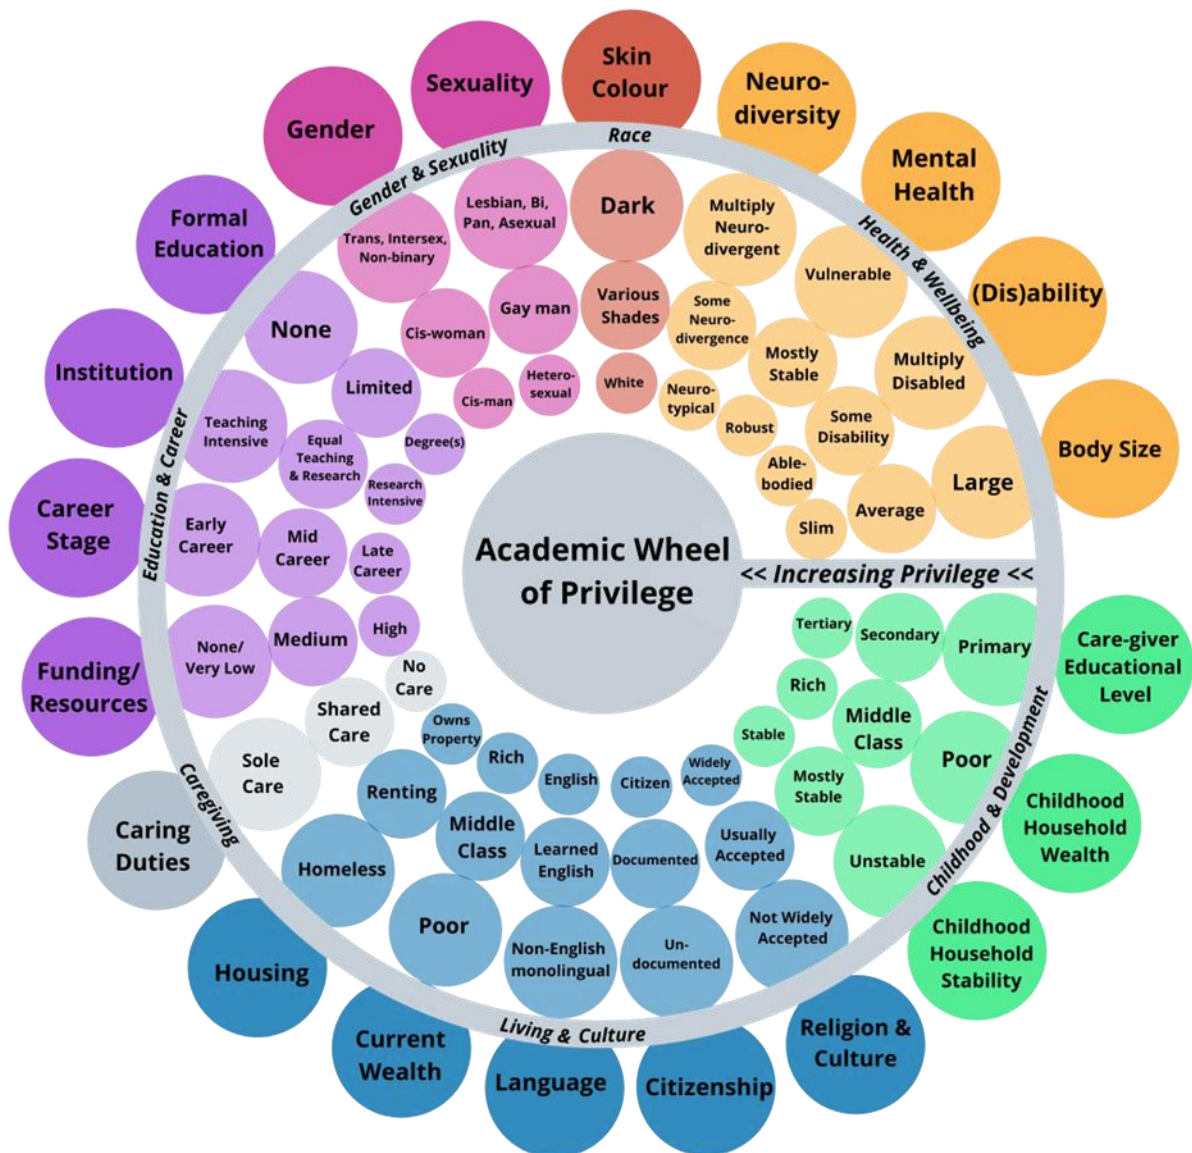 Academic Wheel
of Privilege
<< Increasing Privilege <<
Race
Skin
Colour
Dark
Various
Shades
White
Health & Wellbeing
Neuro-
diversity
Multiply
Neuro-
divergent
Some
Neuro-
divergence
Neuro-
typical
Mental
Health
Vulnerable
Mostly
Stable
Robust
(Dis)ability
Multiply
Disabled
Some
Disability
Able-
bodied
Body Size
Large
Average
Slim
Childhood & Development
Care-giver
Educational
Level
Primary
Secondary
Tertiary
Childhood
Household
Wealth
Poor
Middle
Class
Rich
Childhood
Household
Stability
Unstable
Mostly
Stable
Stable
Living & Culture
Religion &
Culture
Not Widely
Accepted
Usually
Accepted
Widely
Accepted
Citizenship
Un-
documented
Documented
Citizen
Language
Non-English
monolingual
Learned
English
English
Current
Wealth
Poor
Middle
Class
Rich
Housing
Homeless
Renting
Owns
Property
Caregiving
Caring
Duties
Sole
Care
Shared
Care
No
Care
Education & Career
Funding/
Resources
None/
Very Low
Medium
High
Career
Stage
Early
Career
Mid
Career
Late
Career
Institution
Teaching
Intensive
Equal
Teaching
& Research
Research
Intensive
Formal
Education
None
Limited
Degree(s)
Gender & Sexuality
Gender
Trans, Intersex,
Non-binary
Cis-woman
Cis-man
Sexuality
Lesbian, Bi,
Pan, Asexual
Gay man
Hetero-
sexual